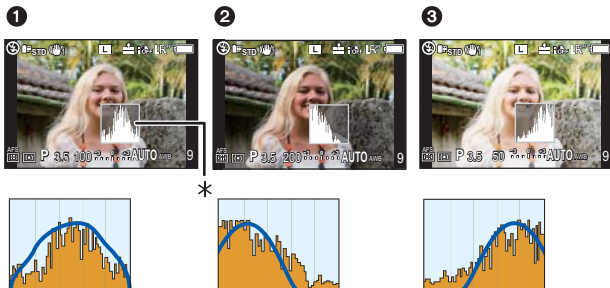 1 2 3
STD L STD L STD L
AFS P 3.5 100 AUTO AWB 9
AFS P 3.5 200 AUTO AWB 9
AFS P 3.5 50 AUTO AWB 9
*